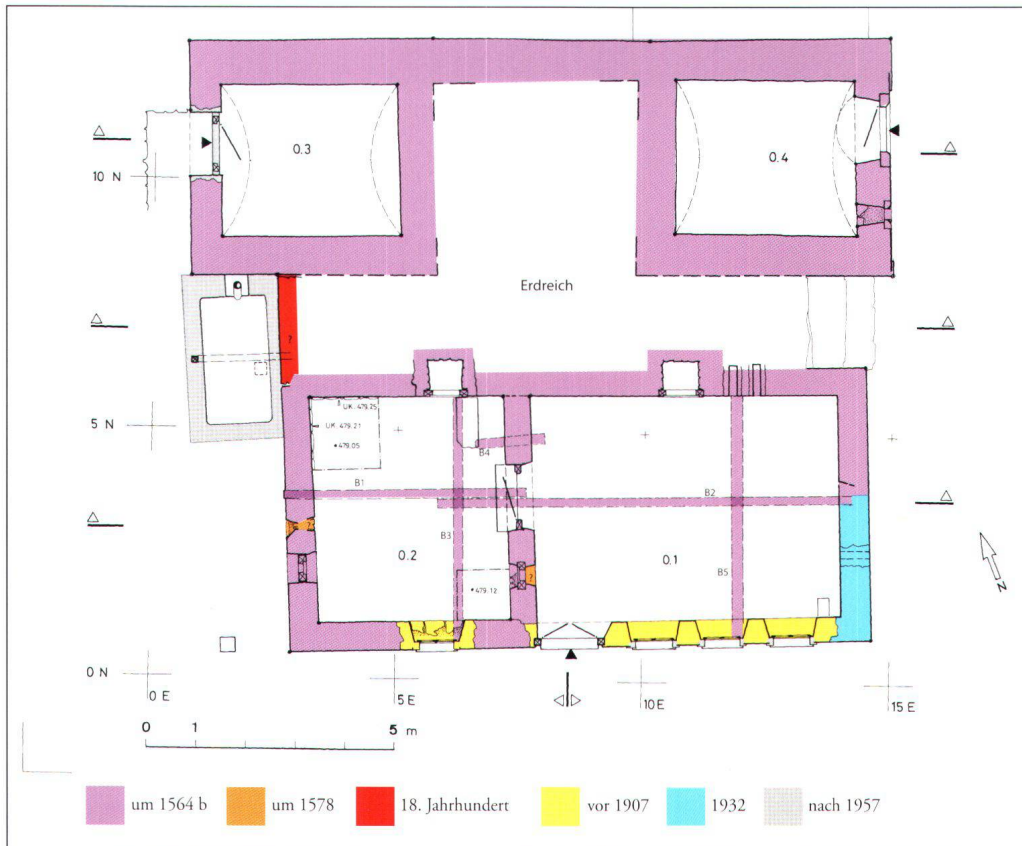 0.3
0.4
10 N
Erdreich
?
5 N
UK. 479.25
UK. 479.21
479.05
B4
B1
B2
B3
?
0.2
479.12
?
0.1
B5
0 N
0 E
5 E
10 E
15 E
N
0 1 5 m
um 1564 b um 1578 18. Jahrhundert vor 1907 1932 nach 1957